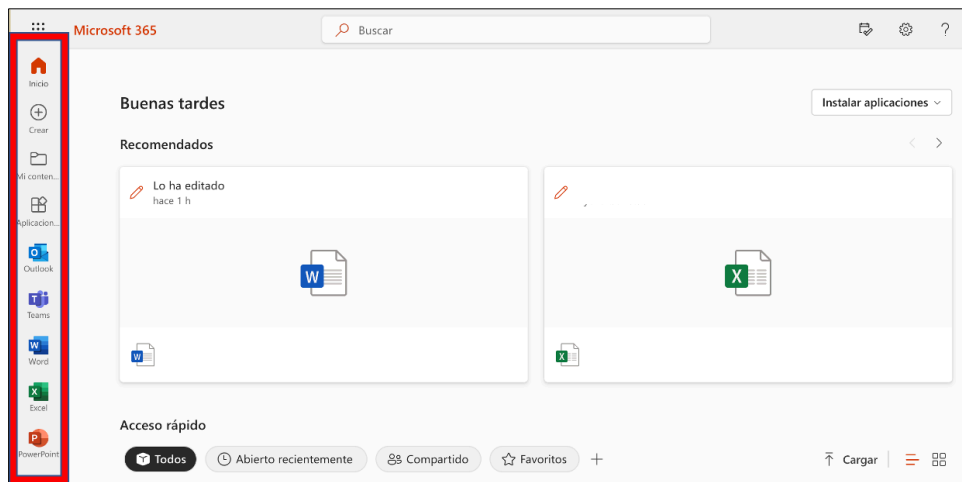 Microsoft 365
Buscar
?
Inicio
Crear
Mi conten...
Aplicacion...
Outlook
Teams
Word
Excel
PowerPoint
Buenas tardes
Instalar aplicaciones
Recomendados
Lo ha editado
hace 1 h
Acceso rápido
Todos Abierto recientemente Compartido Favoritos + Cargar